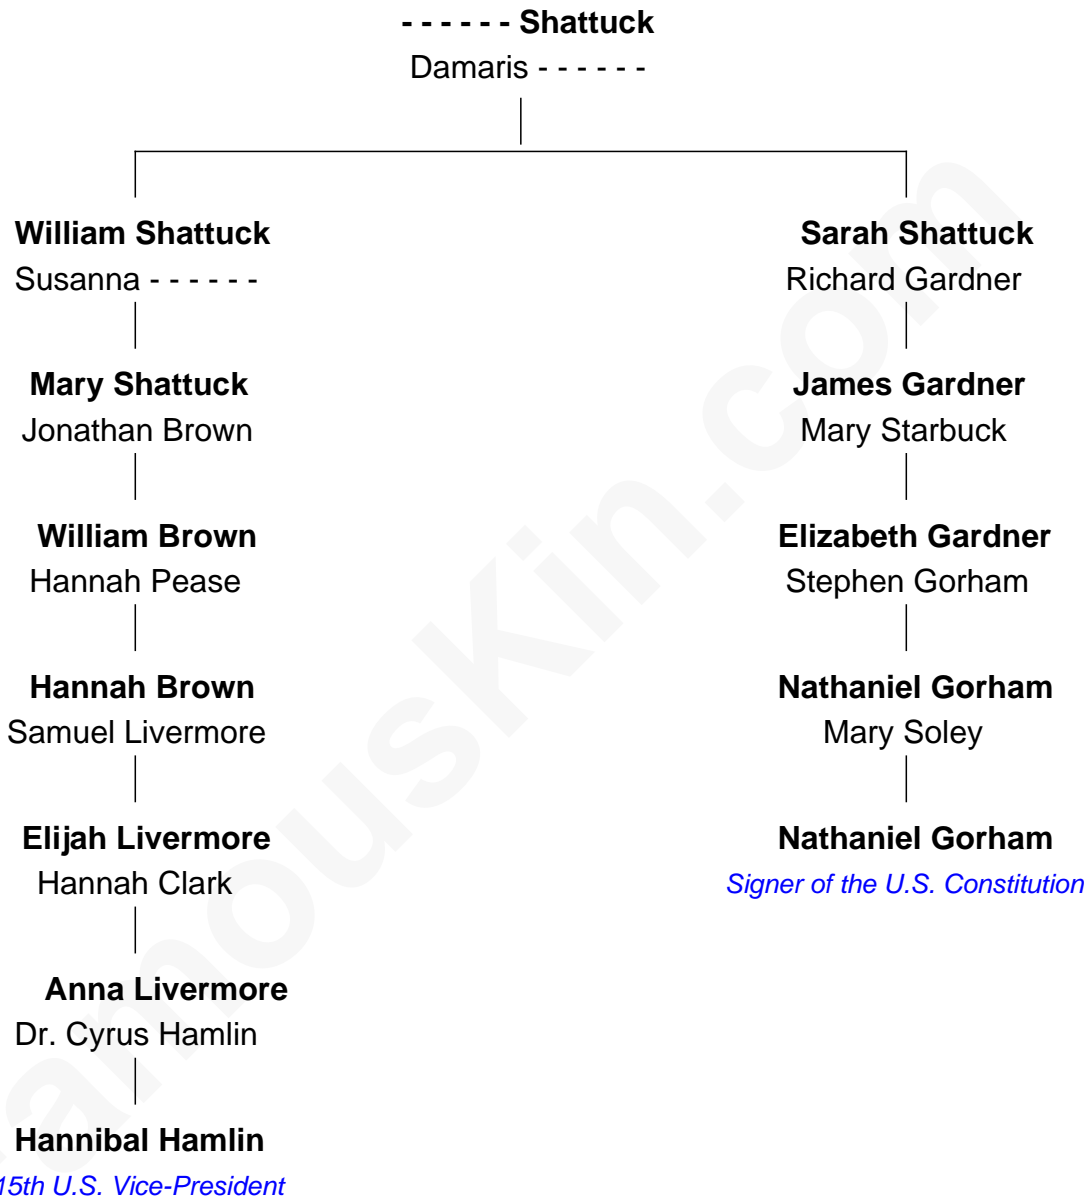 - - - - - - Shattuck
Damaris - - - - - -
William Shattuck
Susanna - - - - - -
Sarah Shattuck
Richard Gardner
Mary Shattuck
Jonathan Brown
James Gardner
Mary Starbuck
William Brown
Hannah Pease
Elizabeth Gardner
Stephen Gorham
Hannah Brown
Samuel Livermore
Nathaniel Gorham
Mary Soley
Elijah Livermore
Hannah Clark
Nathaniel Gorham
Signer of the U.S. Constitution
Anna Livermore
Dr. Cyrus Hamlin
Hannibal Hamlin
15th U.S. Vice-President
famouskin.com